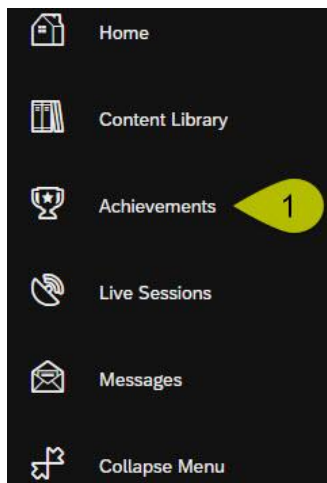 Home
Content Library
Achievements 1
Live Sessions
Messages
Collapse Menu